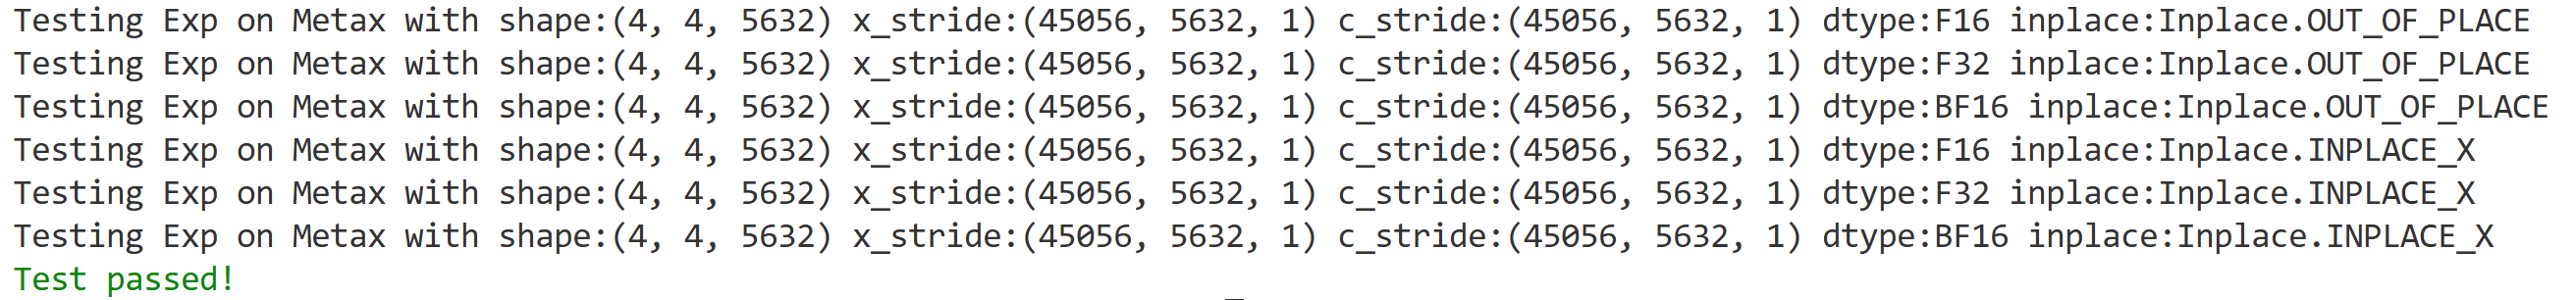 Testing Exp on Metax with shape:(4, 4, 5632) x_stride:(45056, 5632, 1) c_stride:(45056, 5632, 1) dtype:F16 inplace:Inplace.OUT_OF_PLACE
Testing Exp on Metax with shape:(4, 4, 5632) x_stride:(45056, 5632, 1) c_stride:(45056, 5632, 1) dtype:F32 inplace:Inplace.OUT_OF_PLACE
Testing Exp on Metax with shape:(4, 4, 5632) x_stride:(45056, 5632, 1) c_stride:(45056, 5632, 1) dtype:BF16 inplace:Inplace.OUT_OF_PLACE
Testing Exp on Metax with shape:(4, 4, 5632) x_stride:(45056, 5632, 1) c_stride:(45056, 5632, 1) dtype:F16 inplace:Inplace.INPLACE_X
Testing Exp on Metax with shape:(4, 4, 5632) x_stride:(45056, 5632, 1) c_stride:(45056, 5632, 1) dtype:F32 inplace:Inplace.INPLACE_X
Testing Exp on Metax with shape:(4, 4, 5632) x_stride:(45056, 5632, 1) c_stride:(45056, 5632, 1) dtype:BF16 inplace:Inplace.INPLACE_X
Test passed!